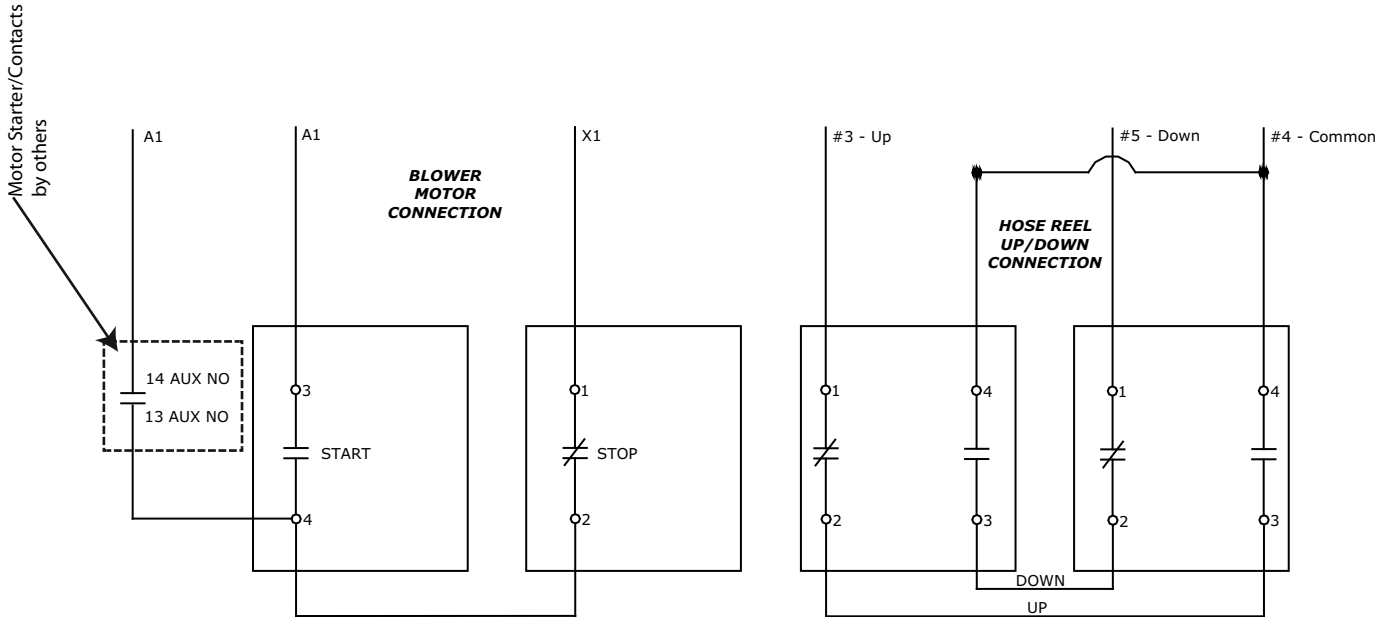 Motor Starter/Contacts
by others
A1
A1
X1
#3 - Up
#5 - Down
#4 - Common
BLOWER
MOTOR
CONNECTION
HOSE REEL
UP/DOWN
CONNECTION
14 AUX NO
13 AUX NO
3
START
4
1
STOP
2
1
2
4
3
1
2
4
3
DOWN
UP